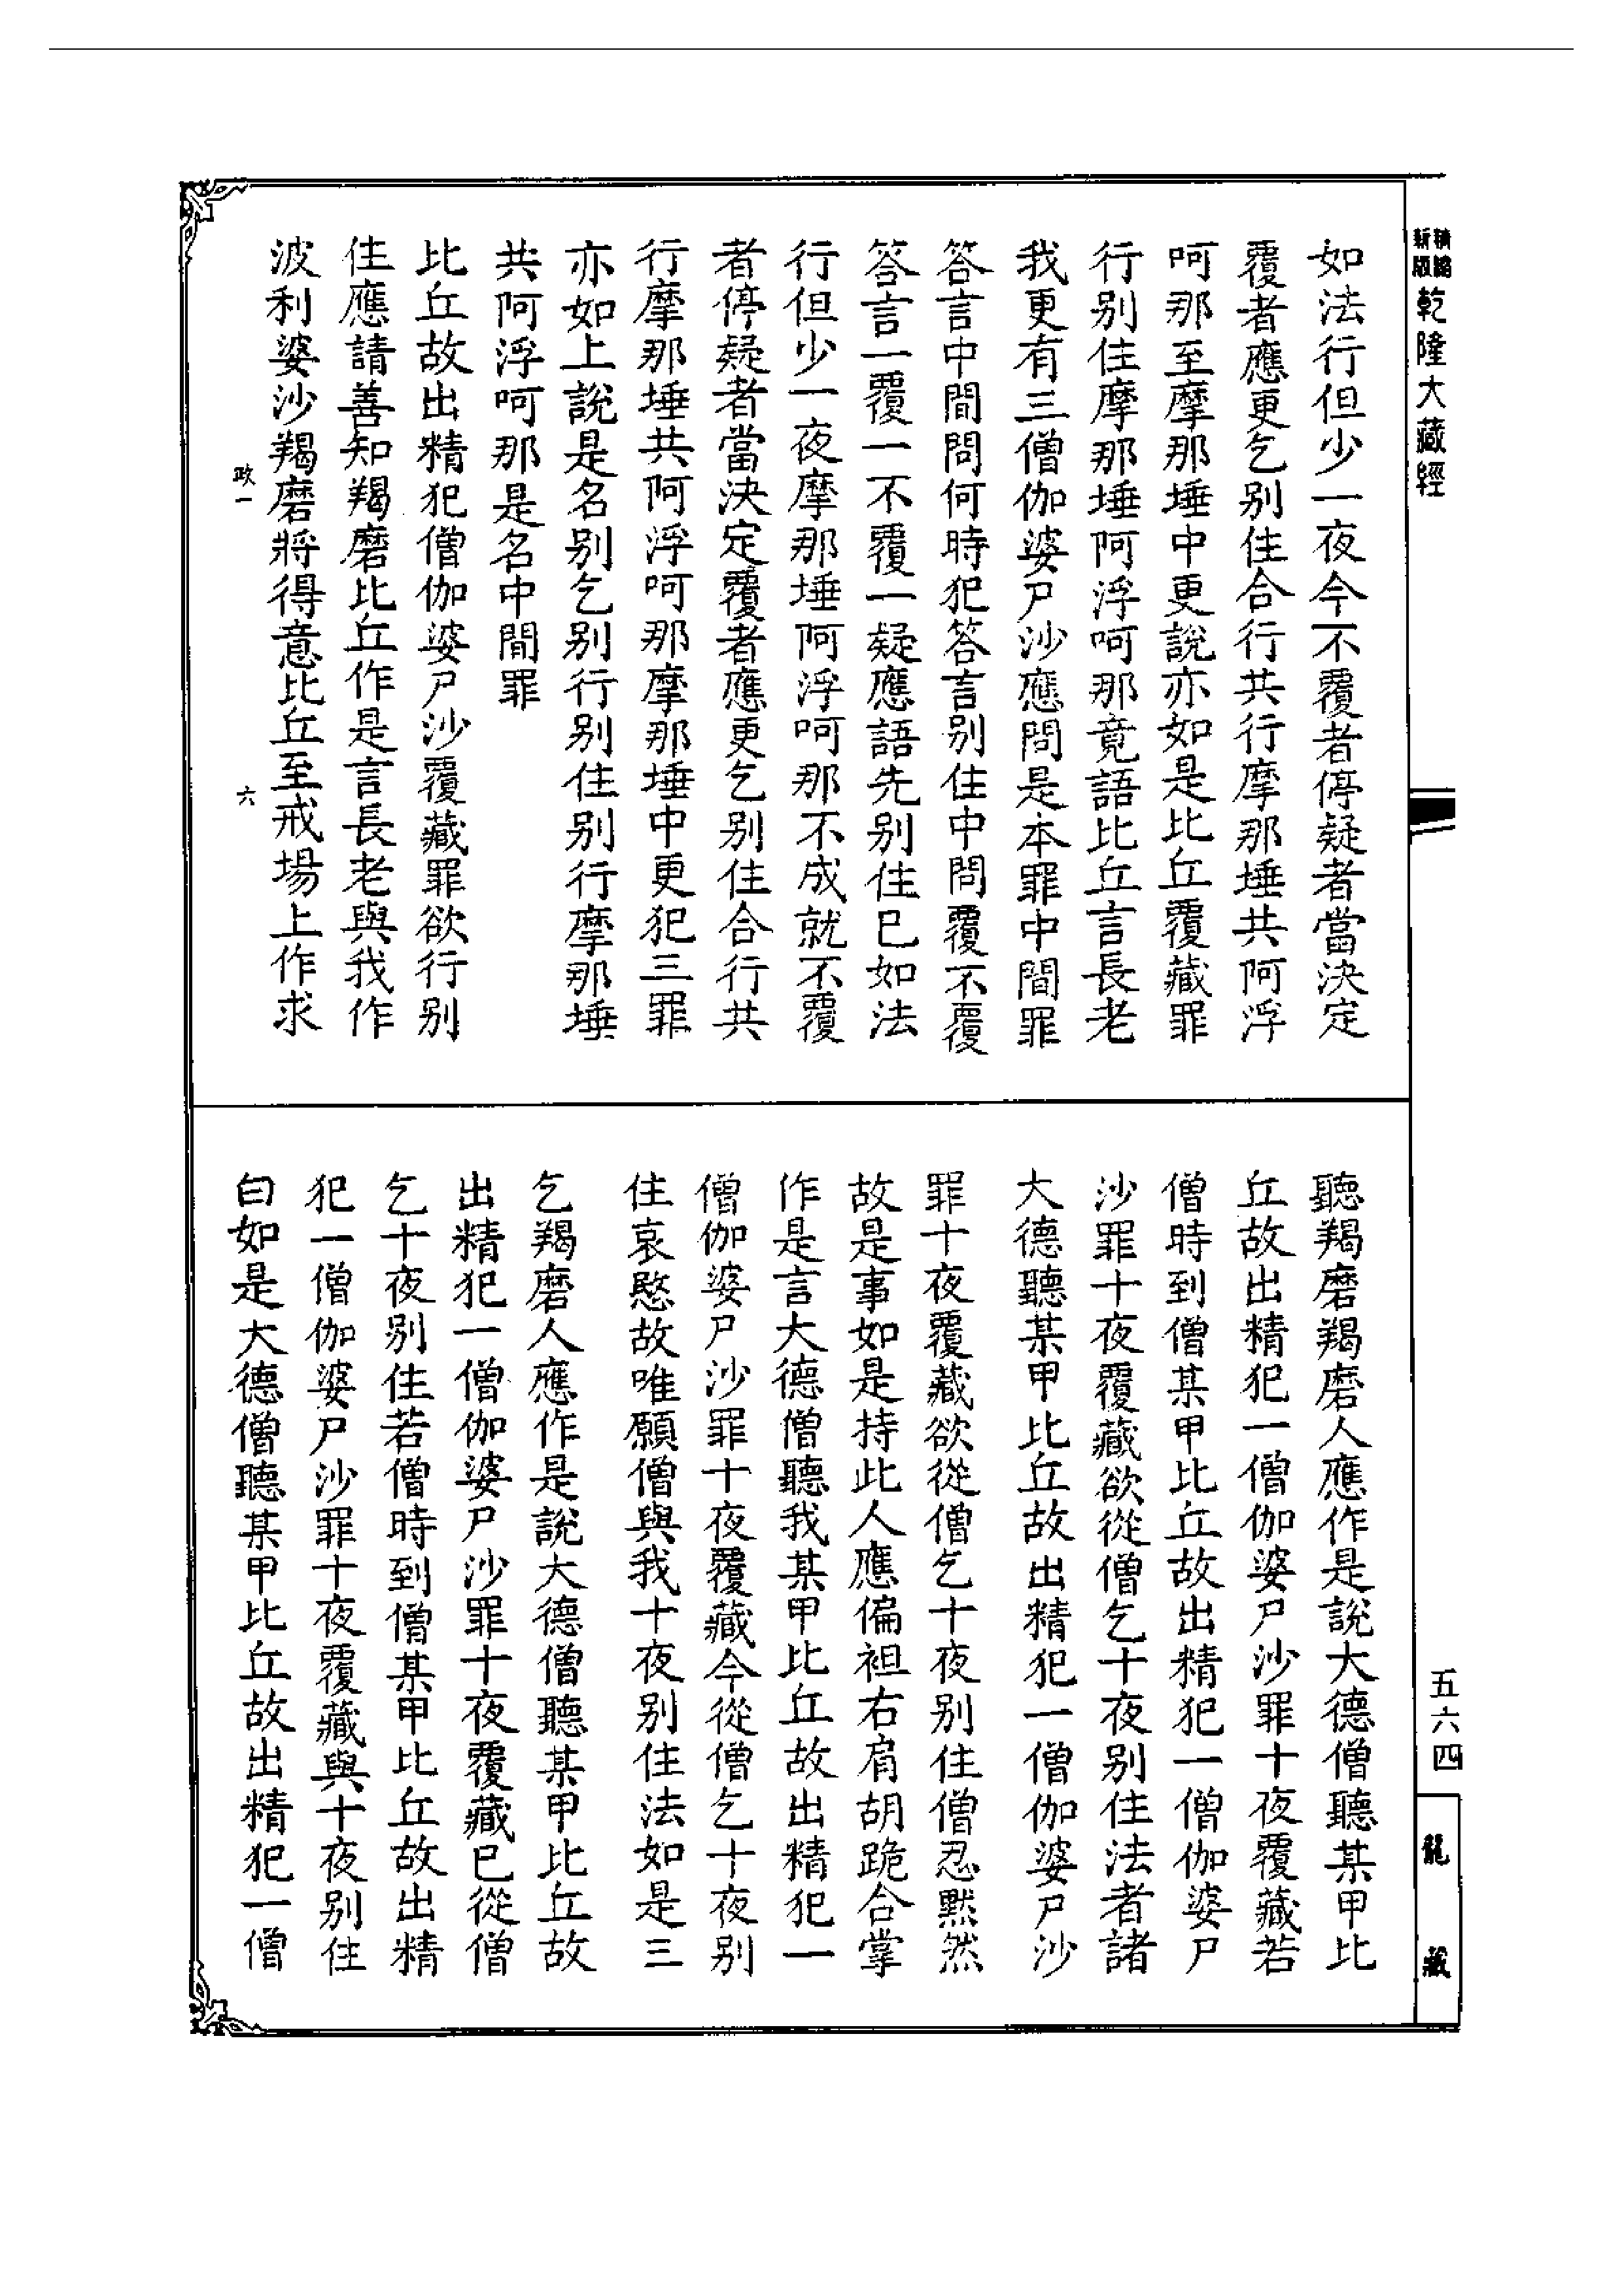 新版
精縮
乾隆大藏經
如法行但少一夜今不覆者停疑者當決定
覆者應更乞別住合行共行摩那埵共阿浮
呵那至摩那埵中更說亦如是比丘覆藏罪
行別住摩那埵阿浮呵那竟語比丘言長老
我更有三僧伽婆尸沙應問是本罪中間罪
答言中間問何時犯答言別住中問覆不覆
答言一覆一不覆一疑應語先別住已如法
行但少一夜摩那埵阿浮呵那不成就不覆
者停疑者當決定覆者應更乞別住合行共
行摩那埵共阿浮呵那摩那埵中更犯三罪
亦如上說是名別乞別行別住別行摩那埵
共阿浮呵那是名中間罪
比丘故出精犯僧伽婆尸沙覆藏罪欲行別
住應請善知羯磨比丘作是言長老與我作
波利婆沙羯磨將得意比丘至戒場上作求
政一
六
聽羯磨羯磨人應作是說大德僧聽某甲比
丘故出精犯一僧伽婆尸沙罪十夜覆藏若
僧時到僧某甲比丘故出精犯一僧伽婆尸
沙罪十夜覆藏欲從僧乞十夜別住法者諸
大德聽某甲比丘故出精犯一僧伽婆尸沙
罪十夜覆藏欲從僧乞十夜別住僧忍默然
故是事如是持此人應偏袒右肩胡跪合掌
作是言大德僧聽我某甲比丘故出精犯一
僧伽婆尸沙罪十夜覆藏今從僧乞十夜別
住哀愍故唯願僧與我十夜別住法如是三
乞羯磨人應作是說大德僧聽某甲比丘故
出精犯一僧伽婆尸沙罪十夜覆藏已從僧
乞十夜別住若僧時到僧某甲比丘故出精
犯一僧伽婆尸沙罪十夜覆藏與十夜別住
白如是大德僧聽某甲比丘故出精犯一僧
五六四
龍藏